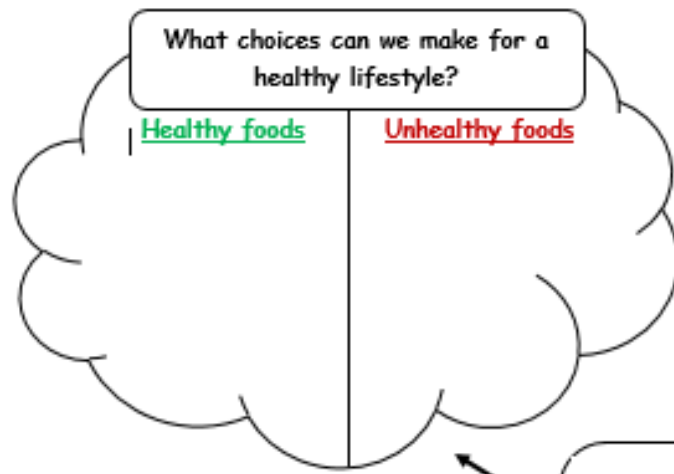 What choices can we make for a
healthy lifestyle?
Healthy foods
Unhealthy foods